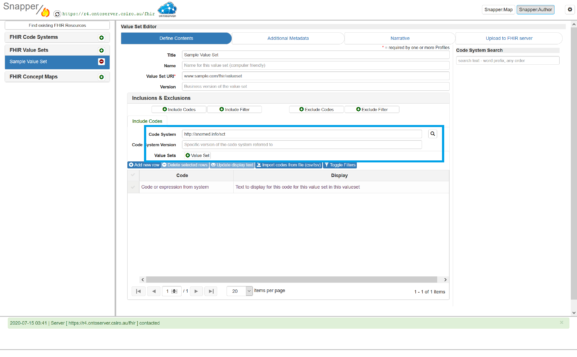 Snapper
https://r4.ontoserver.csiro.au/fhir
Snapper:Map Snapper:Author
Find existing FHIR Resources
FHIR Code Systems
FHIR Value Sets
Sample Value Set
FHIR Concept Maps
Value Set Editor
Define Contents Additional Metadata Narrative Upload to FHIR server
* = required by one or more Profiles
Title Sample Value Set
Name Name for this value set (computer friendly)
Value Set URI* www.sample.com/fhir/valueset
Version Business version of the value set
Inclusions & Exclusions
Include Codes Include Filter Exclude Codes Exclude Filter
Include Codes
Code System http://snomed.info/sct
Code System Version Specific version of the code system referred to
Value Sets Value Set
Add new row Delete selected rows Update display text Import codes from file (csv/tsv) Toggle Filters
Code Display
Code or expression from system Text to display for this code for this value set in this valueset
1 / 1 20 items per page 1 - 1 of 1 items
Code System Search
search text - word prefix, any order
2020-07-15 03:41 | Server [ https://r4.ontoserver.csiro.au/fhir ] contacted